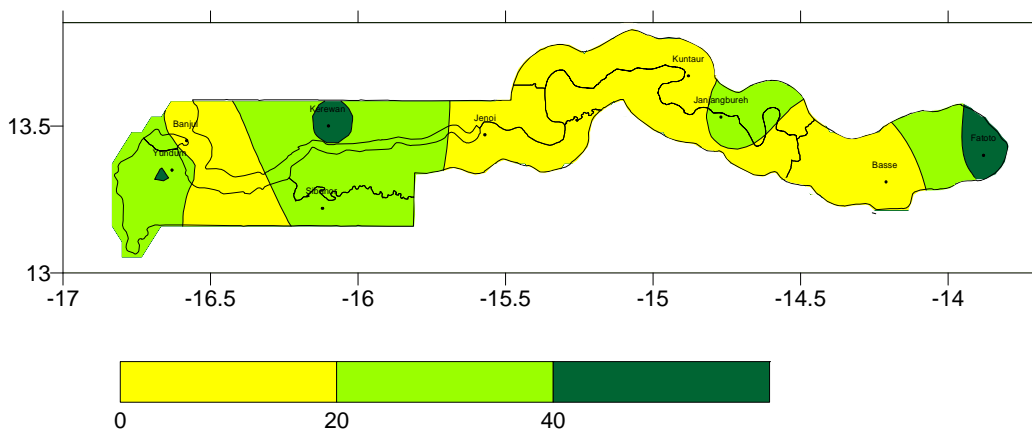 Kuntaur
Janjangbureh
Kerewan
Banjul
Jenoi
13.5
Fatoto
Yundum
Basse
Sibanor
13
-17
-16.5
-16
-15.5
-15
-14.5
-14
0
20
40